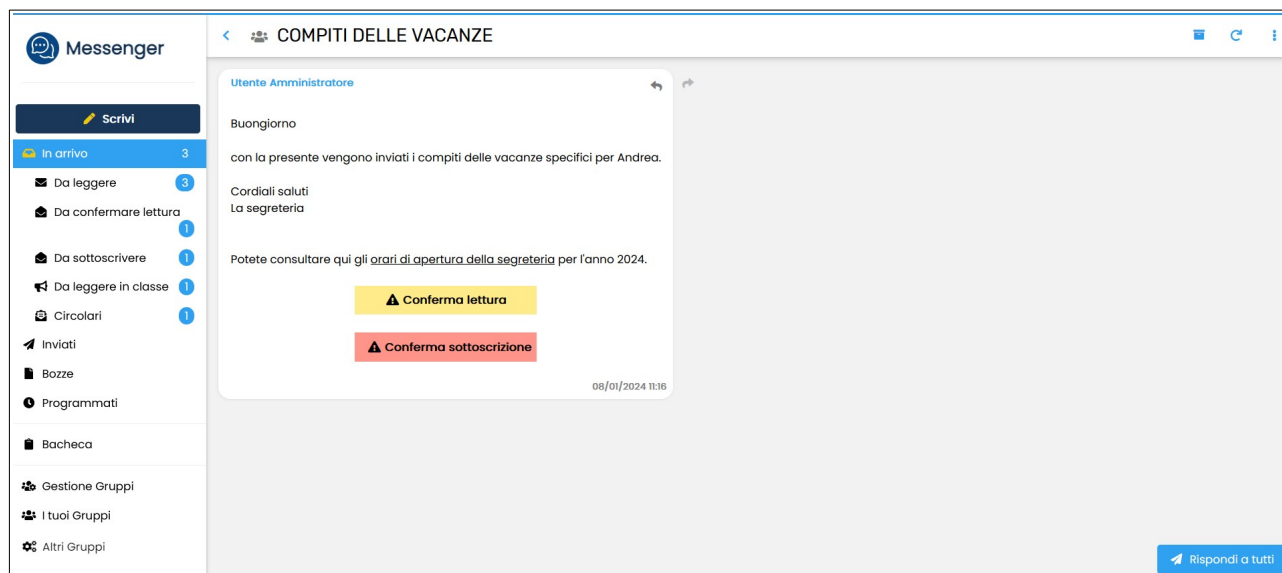 Messenger
Scrivi
In arrivo 3
Da leggere 3
Da confermare lettura
1
Da sottoscrivere 1
Da leggere in classe 1
Circolari 1
Inviati
Bozze
Programmati
Bacheca
Gestione Gruppi
I tuoi Gruppi
Altri Gruppi
COMPITI DELLE VACANZE
Utente Amministratore
Buongiorno
con la presente vengono inviati i compiti delle vacanze specifici per Andrea.
Cordiali saluti
La segreteria
Potete consultare qui gli orari di apertura della segreteria per l'anno 2024.
Conferma lettura
Conferma sottoscrizione
08/01/2024 11:16
Rispondi a tutti